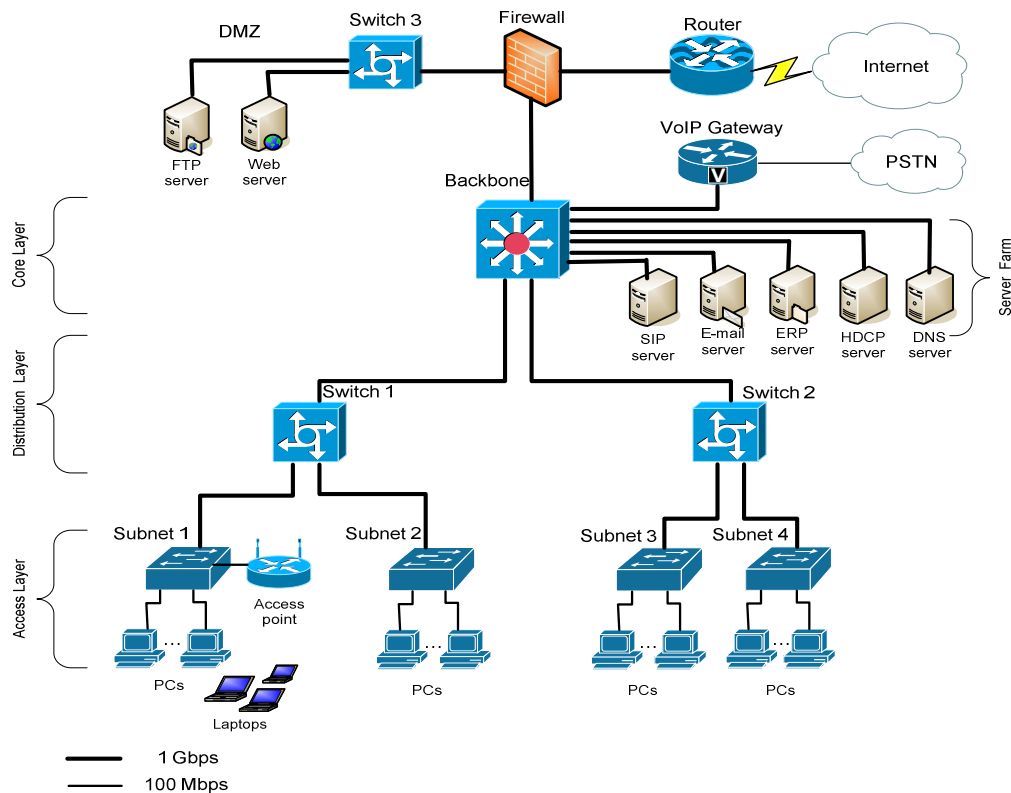 Switch 3
Firewall
Router
DMZ
Internet
FTP
server
Web
server
VoIP Gateway
PSTN
V
Backbone
Core Layer
Server Farm
SIP
server
E-mail
server
ERP
server
HDCP
server
DNS
server
Distribution Layer
Switch 1
Switch 2
Access Layer
Subnet 1
Subnet 2
Subnet 3
Subnet 4
Access
point
...
...
...
...
PCs
PCs
PCs
PCs
Laptops
1 Gbps
100 Mbps